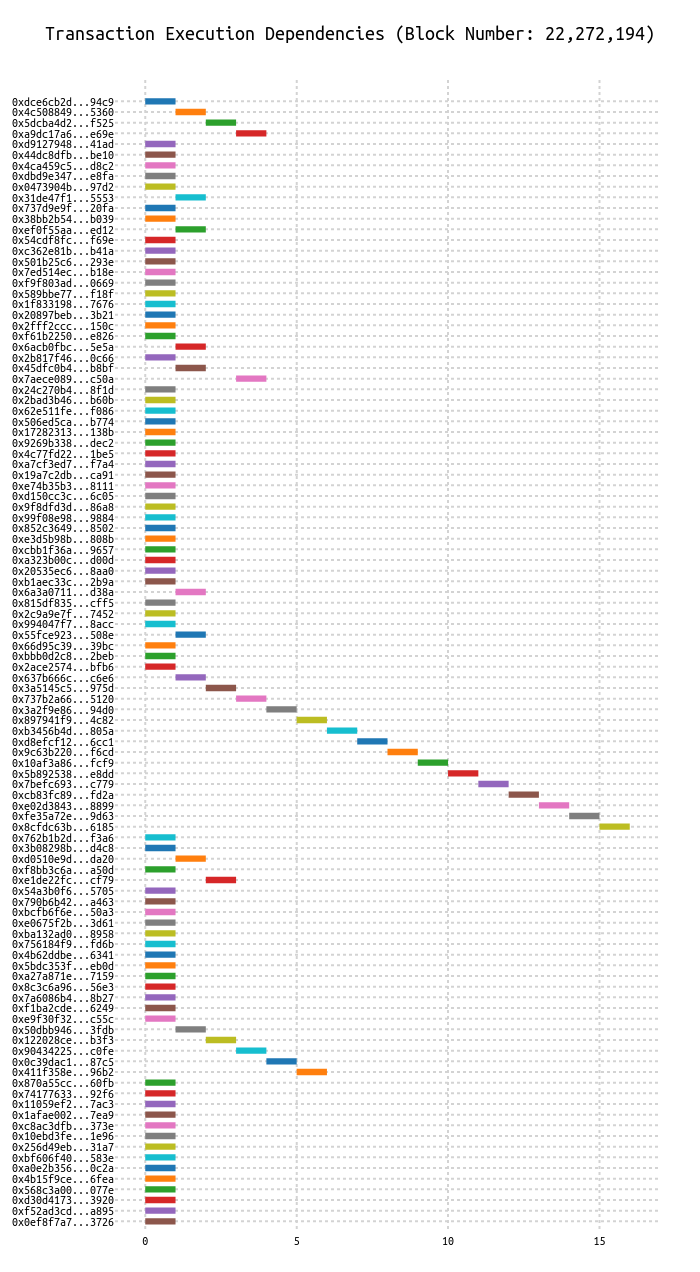 Transaction Execution Dependencies (Block Number: 22,272,194)
0xdce6cb2d...94c9
0x4c508849...5360
0x5dcba4d2...f525
0xa9dc17a6...e69e
0xd9127948...41ad
0x44dc8dfb...be10
0x4ca459c5...d8c2
0xdbd9e347...e8fa
0x0473904b...97d2
0x31de47f1...5553
0x737d9e9f...20fa
0x38bb2b54...b039
0xef0f55aa...ed12
0x54cdf8fc...f69e
0xc362e81b...b41a
0x501b25c6...293e
0x7ed514ec...b18e
0xf9f803ad...0669
0x589bbe77...f18f
0x1f833198...7676
0x20897beb...3b21
0x2fff2ccc...150c
0xf61b2250...e826
0x6acb0fbc...5e5a
0x2b817f46...0c66
0x45dfc0b4...b8bf
0x7aece089...c50a
0x24c270b4...8f1d
0x2bad3b46...b60b
0x62e511fe...f086
0x506ed5ca...b774
0x17282313...138b
0x9269b338...dec2
0x4c77fd22...1be5
0xa7cf3ed7...f7a4
0x19a7c2db...ca91
0xe74b35b3...8111
0xd150cc3c...6c05
0x9f8dfd3d...86a8
0x99f08e98...9884
0x852c3649...8502
0xe3d5b98b...808b
0xcbb1f36a...9657
0xa323b00c...d00d
0x20535ec6...8aa0
0xb1aec33c...2b9a
0x6a3a0711...d38a
0x815df835...cff5
0x2c9a9e7f...7452
0x994047f7...8acc
0x55fce923...508e
0x66d95c39...39bc
0xbbb0d2c8...2beb
0x2ace2574...bfb6
0x637b666c...c6e6
0x3a5145c5...975d
0x737b2a66...5120
0x3a2f9e86...94d0
0x897941f9...4c82
0xb3456b4d...805a
0xd8efcf12...6cc1
0x9c63b220...f6cd
0x10af3a86...fcf9
0x5b892538...e8dd
0x7befc693...c779
0xcb83fc89...fd2a
0xe02d3843...8899
0xfe35a72e...9d63
0x8cfdc63b...6185
0x762b1b2d...f3a6
0x3b08298b...d4c8
0xd0510e9d...da20
0xf8bb3c6a...a50d
0xe1de22fc...cf79
0x54a3b0f6...5705
0x790b6b42...a463
0xbcfb6f6e...50a3
0xe0675f2b...3d61
0xba132ad0...8958
0x756184f9...fd6b
0x4b62ddbe...6341
0x5bdc353f...eb0d
0xa27a871e...7159
0x8c3c6a96...56e3
0x7a6086b4...8b27
0xf1ba2cde...6249
0xe9f30f32...c55c
0x50dbb946...3fdb
0x122028ce...b3f3
0x90434225...c0fe
0x0c39dac1...87c5
0x411f358e...96b2
0x870a55cc...60fb
0x74177633...92f6
0x11059ef2...7ac3
0x1afae002...7ea9
0xc8ac3dfb...373e
0x10ebd3fe...1e96
0x256d49eb...31a7
0xbf606f40...583e
0xa0e2b356...0c2a
0x4b15f9ce...6fea
0x568c3a00...077e
0xd30d4173...3920
0xf52ad3cd...a895
0x0ef8f7a7...3726
0 5 10 15